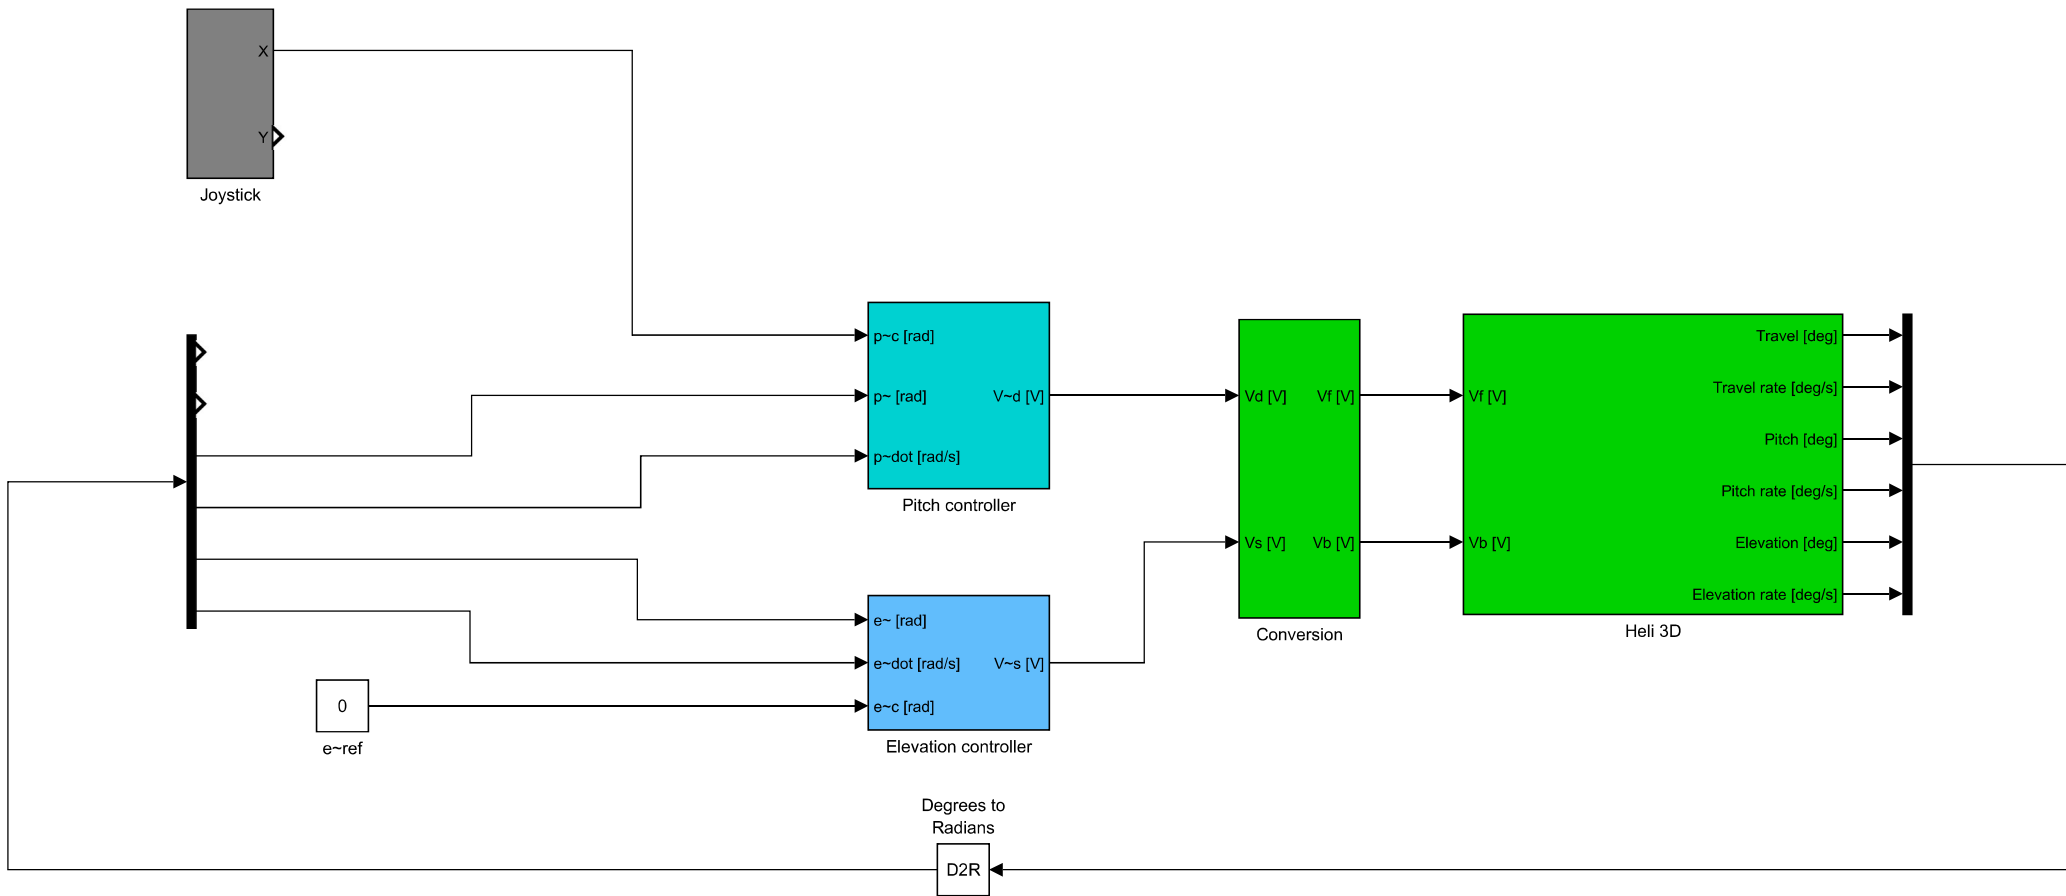 X
Y
Joystick
p~c [rad]
p~ [rad]
V~d [V]
p~dot [rad/s]
Pitch controller
e~ [rad]
e~dot [rad/s]
V~s [V]
e~c [rad]
Elevation controller
0
e~ref
Vd [V]
Vf [V]
Vs [V]
Vb [V]
Conversion
Vf [V]
Vb [V]
Travel [deg]
Travel rate [deg/s]
Pitch [deg]
Pitch rate [deg/s]
Elevation [deg]
Elevation rate [deg/s]
Heli 3D
Degrees to
Radians
D2R